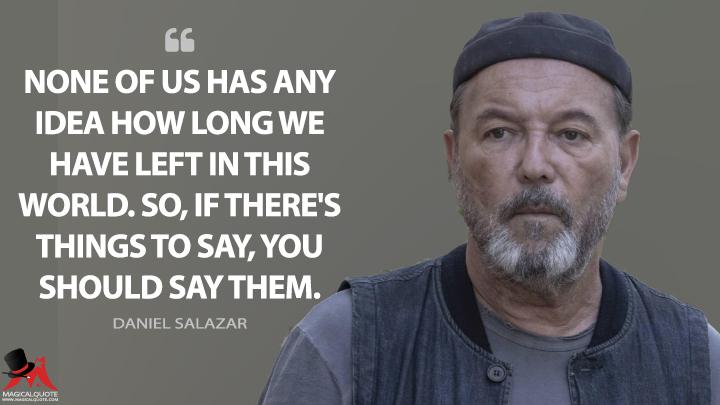 “
NONE OF US HAS ANY
IDEA HOW LONG WE
HAVE LEFT IN THIS
WORLD. SO, IF THERE'S
THINGS TO SAY, YOU
SHOULD SAY THEM.
DANIEL SALAZAR
MAGICALQUOTE
WWW.MAGICALQUOTE.COM